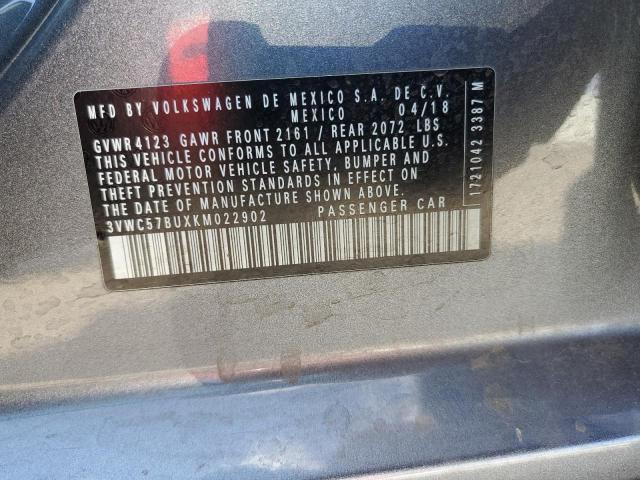 MFD BY VOLKSWAGEN DE MEXICO S.A. DE C.V.
MEXICO 04/18
GVWR 4123 GAWR FRONT 2161 / REAR 2072 LBS
THIS VEHICLE CONFORMS TO ALL APPLICABLE U.S.
FEDERAL MOTOR VEHICLE SAFETY, BUMPER AND
THEFT PREVENTION STANDARDS IN EFFECT ON
THE DATE OF MANUFACTURE SHOWN ABOVE.
3VWC57BUXKM022902 PASSENGER CAR
1721042 3387 M